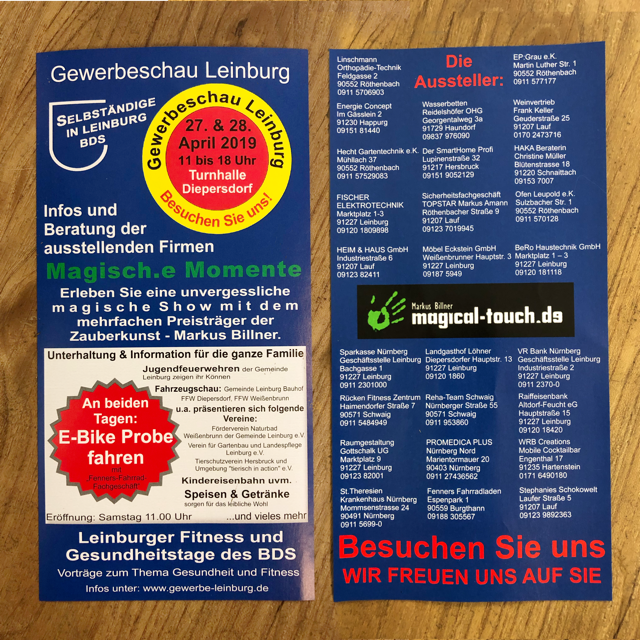 Gewerbeschau Leinburg
SELBSTÄNDIGE
IN LEINBURG
BDS
Gewerbeschau Leinburg
27. & 28.
April 2019
11 bis 18 Uhr
Turnhalle
Diepersdorf
Besuchen Sie uns!
Infos und
Beratung der
ausstellenden Firmen
Magisch.e Momente
Erleben Sie eine unvergessliche
magische Show mit dem
mehrfachen Preisträger der
Zauberkunst - Markus Billner.
Unterhaltung & Information für die ganze Familie
Jugendfeuerwehren der Gemeinde
Leinburg zeigen ihr Können
Fahrzeugschau: Gemeinde Leinburg Bauhof
FFW Diepersdorf, FFW Weißenbrunn
u.a. präsentieren sich folgende
Vereine:
Förderverein Naturbad
Weißenbrunn der Gemeinde Leinburg e.V
Verein für Gartenbau und Landespflege
Leinburg e.V.
Tierschutzverein Hersbruck und
Umgebung "tierisch in action" e.V.
Kindereisenbahn uvm.
Speisen & Getränke
sorgen für das leibliche Wohl
An beiden
Tagen:
E-Bike Probe
fahren
mit
„Fenners Fahrrad
Fachgeschäft“
Eröffnung: Samstag 11.00 Uhr ...und vieles mehr
Leinburger Fitness und
Gesundheitstage des BDS
Vorträge zum Thema Gesundheit und Fitness
Infos unter: www.gewerbe-leinburg.de
Die
Aussteller:
Linschmann
Orthopädie-Technik
Feldgasse 2
90552 Röthenbach
0911 5706903
EP:Grau e.K.
Martin Luther Str. 1
90552 Röthenbach
0911 577177
Energie Concept
Im Gässlein 2
91230 Happurg
09151 81440
Wasserbetten
Reidelshöfer OHG
Georgentalweg 3a
91729 Haundorf
09837 976090
Weinvertrieb
Frank Keller
Geuderstraße 25
91207 Lauf
0170 2473716
Hecht Gartentechnik e.K.
Mühllach 37
90552 Röthenbach
0911 57529083
Der SmartHome Profi
Lupinenstraße 32
91217 Hersbruck
09151 9052129
HAKA Beraterin
Christine Müller
Blütenstrasse 18
91220 Schnaittach
09153 7007
FISCHER
ELEKTROTECHNIK
Marktplatz 1-3
91227 Leinburg
09120 1809898
Sicherheitsfachgeschäft
TOPSTAR Markus Amann
Röthenbacher Straße 9
91207 Lauf
09123 7019945
Ofen Leupold e.K.
Sulzbacher Str. 1
90552 Röthenbach
0911 570128
HEIM & HAUS GmbH
Industriestraße 6
91207 Lauf
09123 82411
Möbel Eckstein GmbH
Weißenbrunner Hauptstr. 3
91227 Leinburg
09187 5949
BeRo Haustechnik GmbH
Marktplatz 1 – 3
91227 Leinburg
09120 181118
Markus Billner
magical-touch.de
Sparkasse Nürnberg
Geschäftsstelle Leinburg
Bachgasse 1
91227 Leinburg
0911 2301000
Landgasthof Löhner
Diepersdorfer Hauptstr. 13
91227 Leinburg
09120 1860
VR Bank Nürnberg
Geschäftsstelle Leinburg
Industriestraße 2
91227 Leinburg
0911 2370-0
Rücken Fitness Zentrum
Haimendorfer Straße 7
90571 Schwaig
0911 5484949
Reha-Team Schwaig
Nürnberger Straße 55
90571 Schwaig
0911 953860
Raiffeisenbank
Altdorf-Feucht eG
Hauptstraße 15
91227 Leinburg
09120 18420
Raumgestaltung
Gottschalk UG
Marktplatz 9
91227 Leinburg
09123 82001
PROMEDICA PLUS
Nürnberg Nord
Marientormauer 20
90403 Nürnberg
0911 27436562
WRB Creations
Mobile Cocktailbar
Engenthal 17
91235 Hartenstein
0171 6490180
St.Theresien
Krankenhaus Nürnberg
Mommsenstrasse 24
90491 Nürnberg
0911 5699-0
Fenners Fahrradladen
Espenpark 1
90559 Burgthann
09188 305567
Stephanies Schokowelt
Laufer Straße 5
91207 Lauf
09123 9892363
Besuchen Sie uns
WIR FREUEN UNS AUF SIE